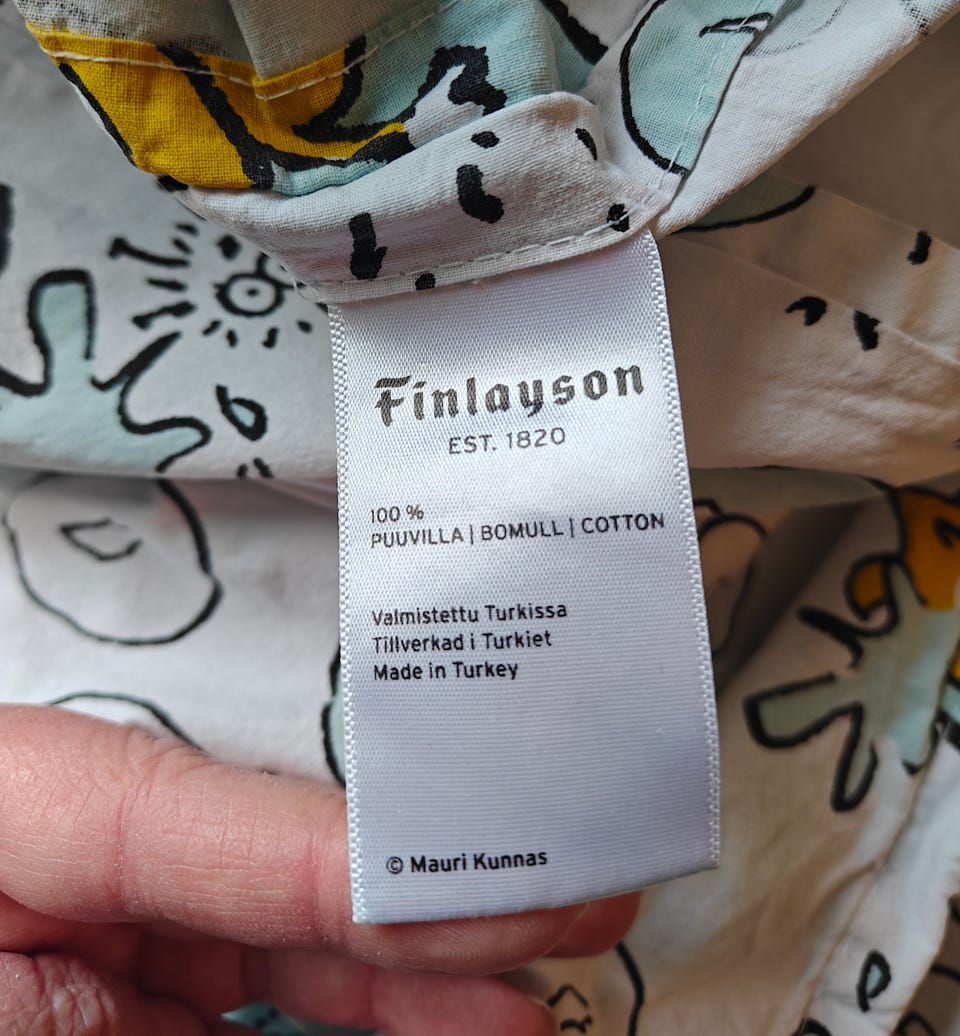 Finlayson
EST. 1820
100 %
PUUVILLA | BOMULL | COTTON
Valmistettu Turkissa
Tillverkad i Turkiet
Made in Turkey
© Mauri Kunnas